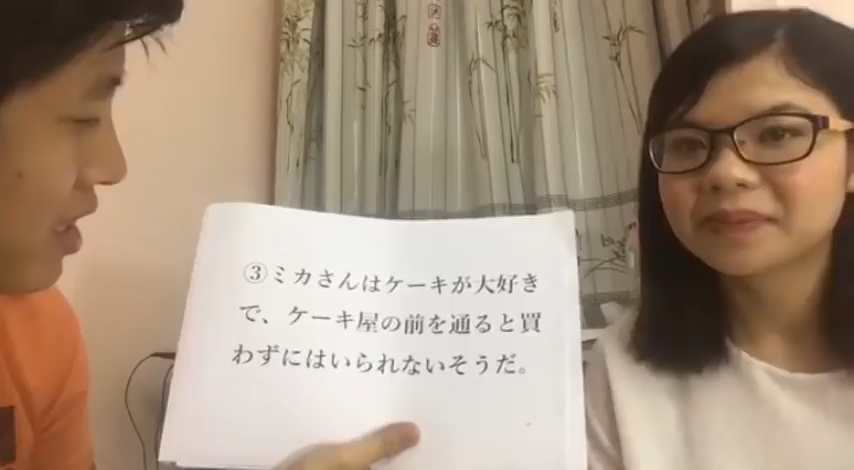 ③ミカさんはケーキが大好き
で、ケーキ屋の前を通ると買
わずにはいられないそうだ。